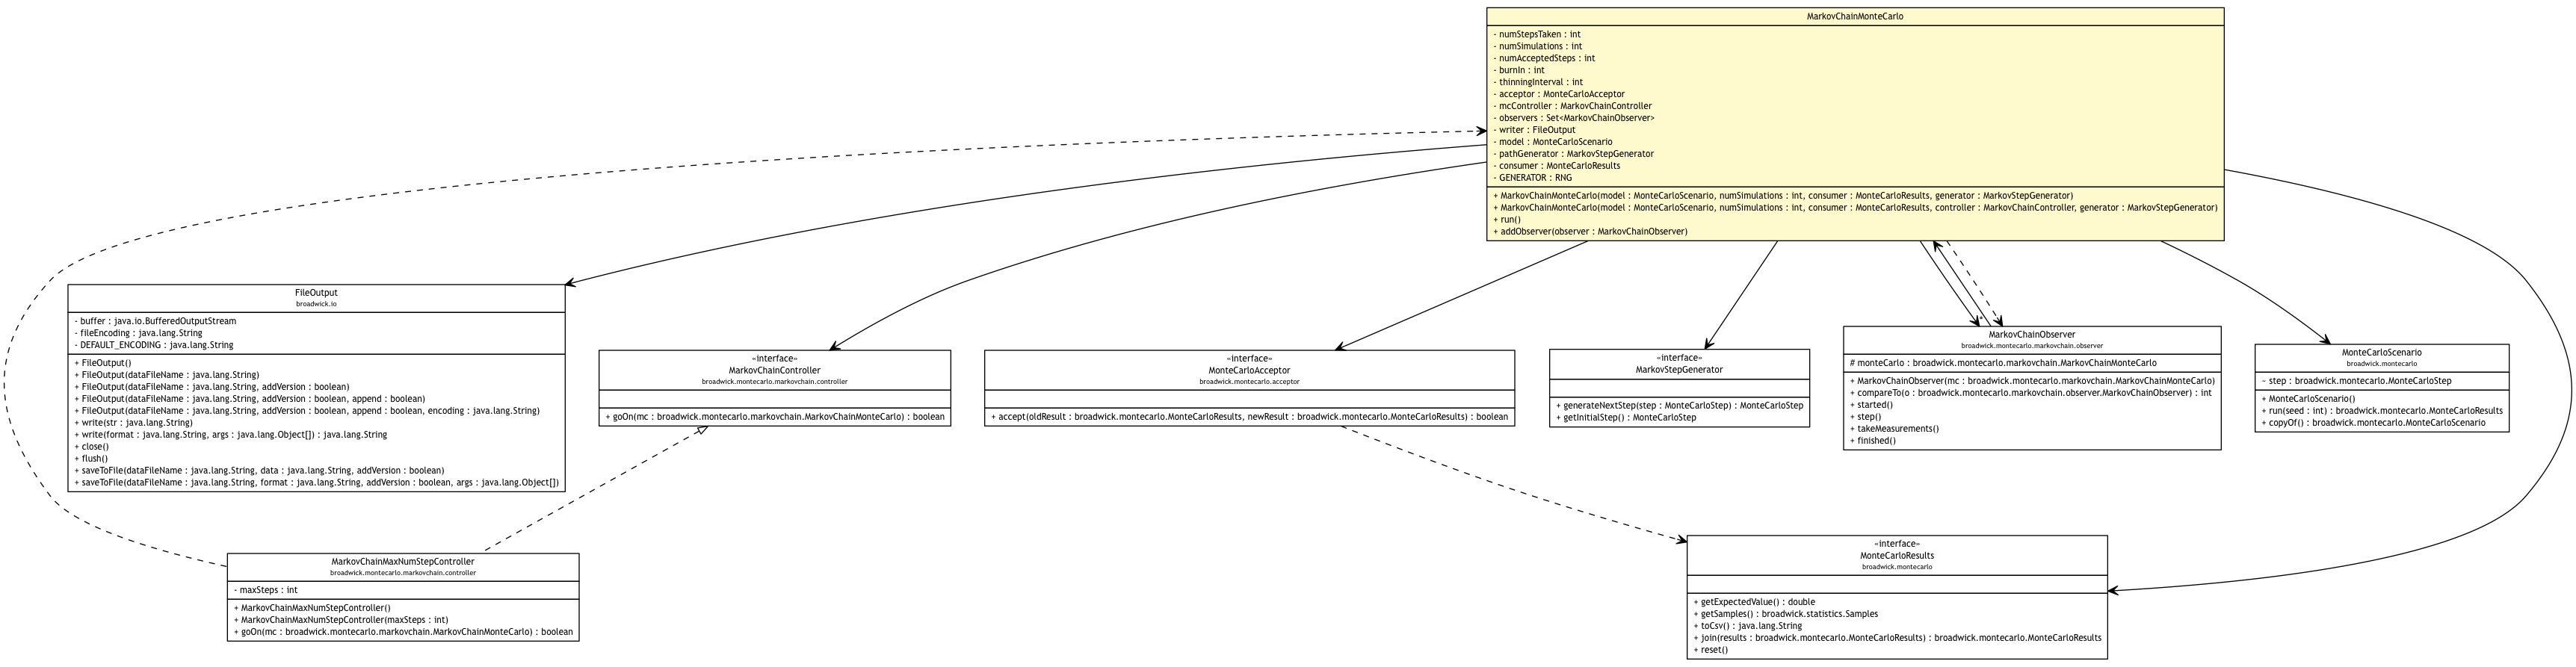 MarkovChainMonteCarlo
- numStepsTaken : int
- numSimulations : int
- numAcceptedSteps : int
- burnIn : int
- thinningInterval : int
- acceptor : MonteCarloAcceptor
- mcController : MarkovChainController
- observers : Set<MarkovChainObserver>
- writer : FileOutput
- model : MonteCarloScenario
- pathGenerator : MarkovStepGenerator
- consumer : MonteCarloResults
- GENERATOR : RNG
+ MarkovChainMonteCarlo(model : MonteCarloScenario, numSimulations : int, consumer : MonteCarloResults, generator : MarkovStepGenerator)
+ MarkovChainMonteCarlo(model : MonteCarloScenario, numSimulations : int, consumer : MonteCarloResults, controller : MarkovChainController, generator : MarkovStepGenerator)
+ run()
+ addObserver(observer : MarkovChainObserver)
FileOutput
broadwick.io
- buffer : java.io.BufferedOutputStream
- fileEncoding : java.lang.String
- DEFAULT_ENCODING : java.lang.String
+ FileOutput()
+ FileOutput(dataFileName : java.lang.String)
+ FileOutput(dataFileName : java.lang.String, addVersion : boolean)
+ FileOutput(dataFileName : java.lang.String, addVersion : boolean, append : boolean)
+ FileOutput(dataFileName : java.lang.String, addVersion : boolean, append : boolean, encoding : java.lang.String)
+ write(str : java.lang.String)
+ write(format : java.lang.String, args : java.lang.Object[]) : java.lang.String
+ close()
+ flush()
+ saveToFile(dataFileName : java.lang.String, data : java.lang.String, addVersion : boolean)
+ saveToFile(dataFileName : java.lang.String, format : java.lang.String, addVersion : boolean, args : java.lang.Object[])
«interface»
MarkovChainController
broadwick.montecarlo.markovchain.controller
+ goOn(mc : broadwick.montecarlo.markovchain.MarkovChainMonteCarlo) : boolean
«interface»
MonteCarloAcceptor
broadwick.montecarlo.acceptor
+ accept(oldResult : broadwick.montecarlo.MonteCarloResults, newResult : broadwick.montecarlo.MonteCarloResults) : boolean
«interface»
MarkovStepGenerator
+ generateNextStep(step : MonteCarloStep) : MonteCarloStep
+ getInitialStep() : MonteCarloStep
*
MarkovChainObserver
broadwick.montecarlo.markovchain.observer
# monteCarlo : broadwick.montecarlo.markovchain.MarkovChainMonteCarlo
+ MarkovChainObserver(mc : broadwick.montecarlo.markovchain.MarkovChainMonteCarlo)
+ compareTo(o : broadwick.montecarlo.markovchain.observer.MarkovChainObserver) : int
+ started()
+ step()
+ takeMeasurements()
+ finished()
MonteCarloScenario
broadwick.montecarlo
~ step : broadwick.montecarlo.MonteCarloStep
+ MonteCarloScenario()
+ run(seed : int) : broadwick.montecarlo.MonteCarloResults
+ copyOf() : broadwick.montecarlo.MonteCarloScenario
MarkovChainMaxNumStepController
broadwick.montecarlo.markovchain.controller
- maxSteps : int
+ MarkovChainMaxNumStepController()
+ MarkovChainMaxNumStepController(maxSteps : int)
+ goOn(mc : broadwick.montecarlo.markovchain.MarkovChainMonteCarlo) : boolean
«interface»
MonteCarloResults
broadwick.montecarlo
+ getExpectedValue() : double
+ getSamples() : broadwick.statistics.Samples
+ toCsv() : java.lang.String
+ join(results : broadwick.montecarlo.MonteCarloResults) : broadwick.montecarlo.MonteCarloResults
+ reset()